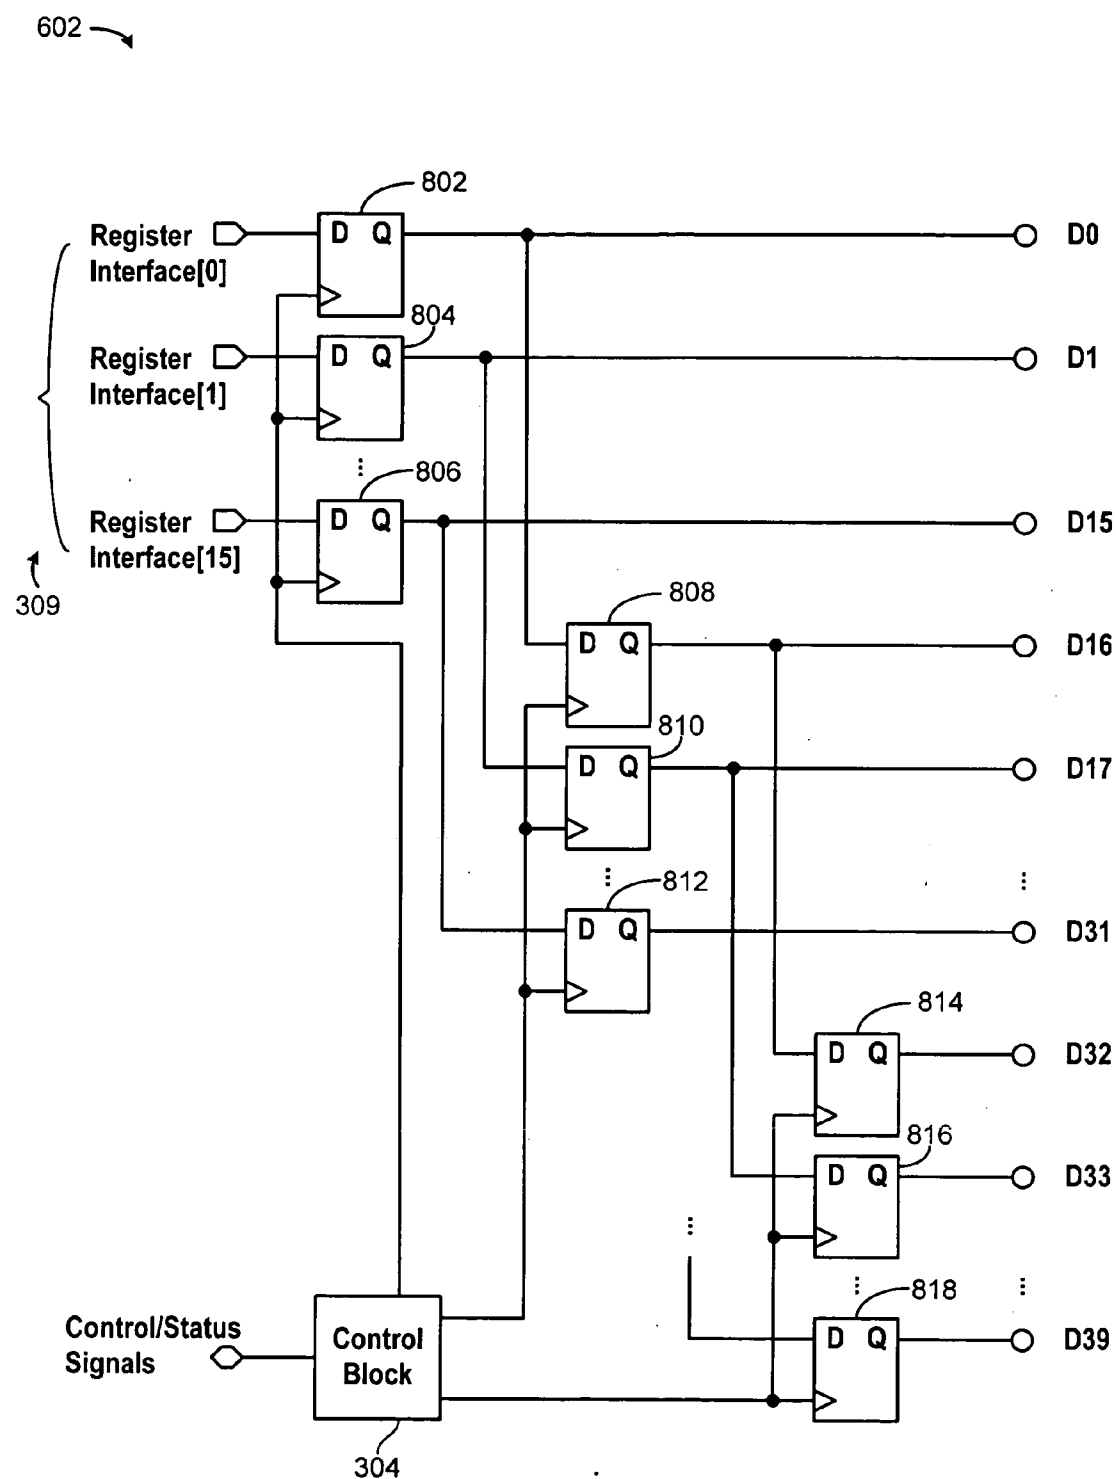 602
802
Register
Interface[0]
D Q
D0
804
Register
Interface[1]
D Q
D1
...
806
Register
Interface[15]
D Q
D15
309
808
D Q
D16
810
D Q
D17
...
812
...
D Q
D31
814
D Q
D32
816
D Q
D33
...
...
818
...
D Q
D39
Control/Status
Signals
Control
Block
304